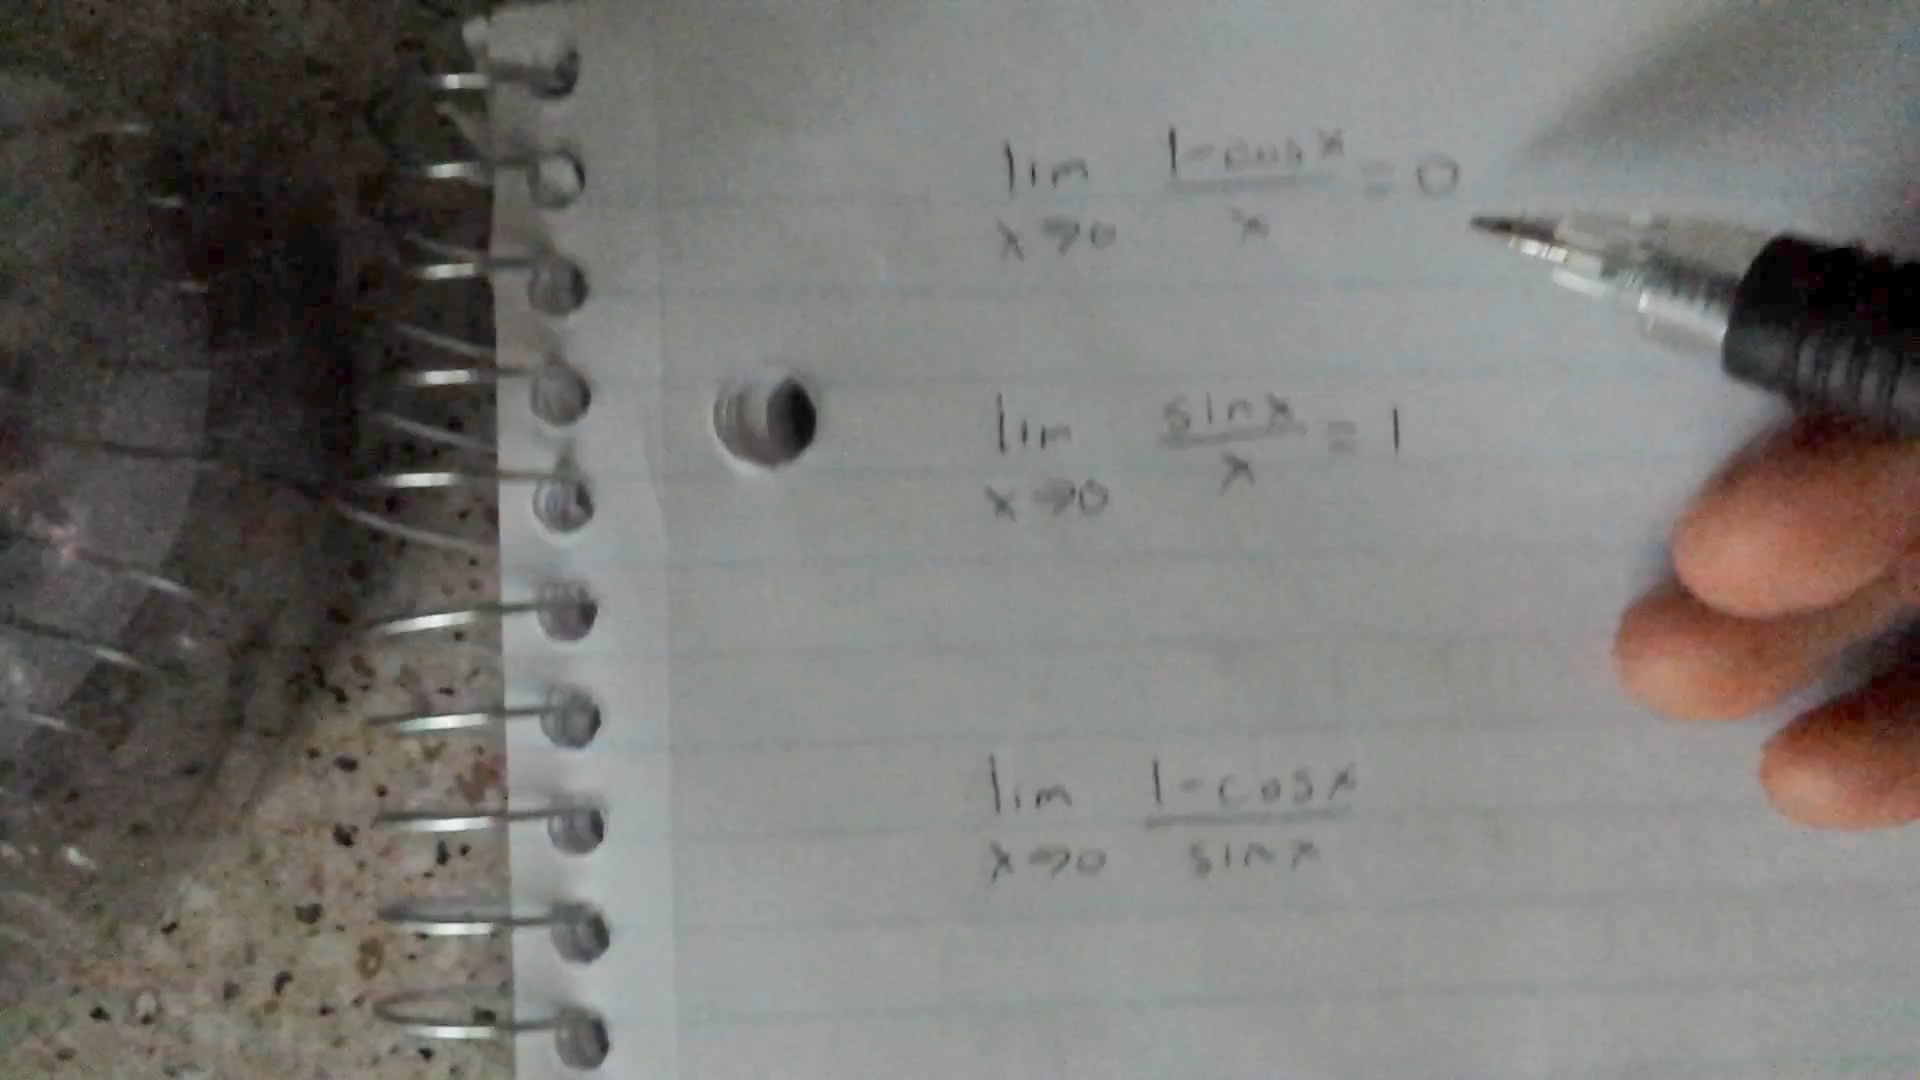 lim 1-cosx = 0
x→0 x
lim sinx = 1
x→0 x
lim 1-cosx
x→0 sinx